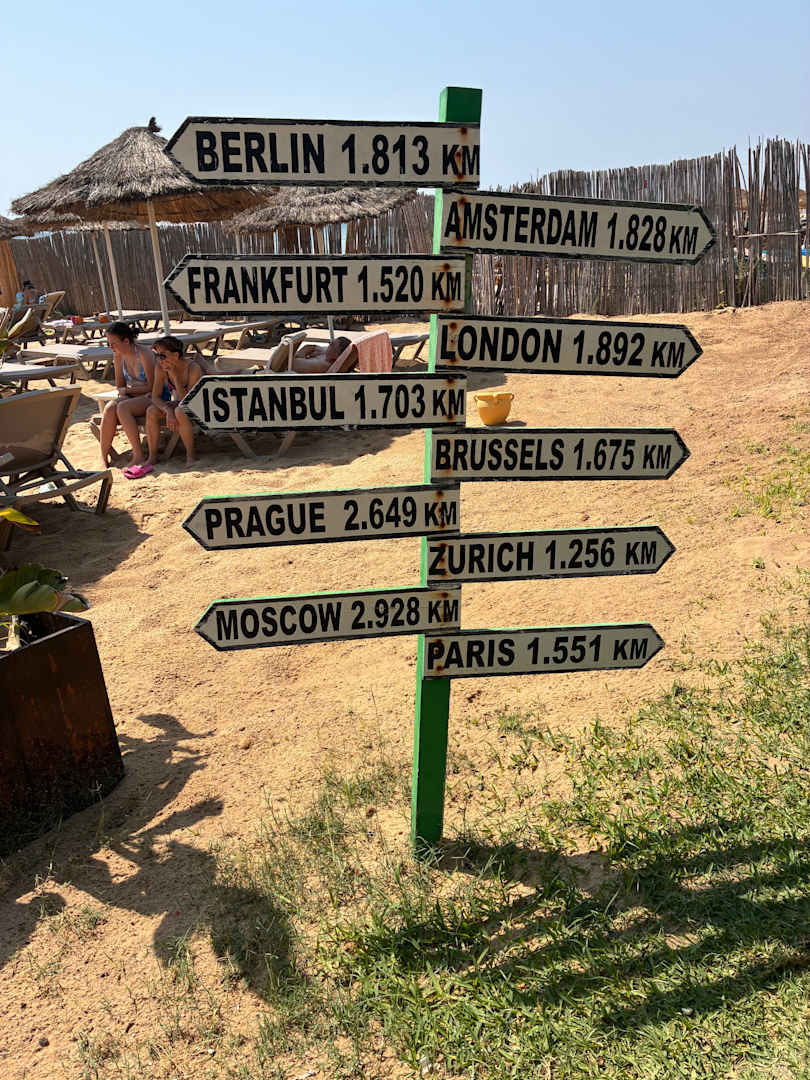 BERLIN 1.813 KM
AMSTERDAM 1.828KM
FRANKFURT 1.520 KM
LONDON 1.892 KM
ISTANBUL 1.703 KM
BRUSSELS 1.675 KM
PRAGUE 2.649 KM
ZURICH 1.256 KM
MOSCOW 2.928 KM
PARIS 1.551 KM